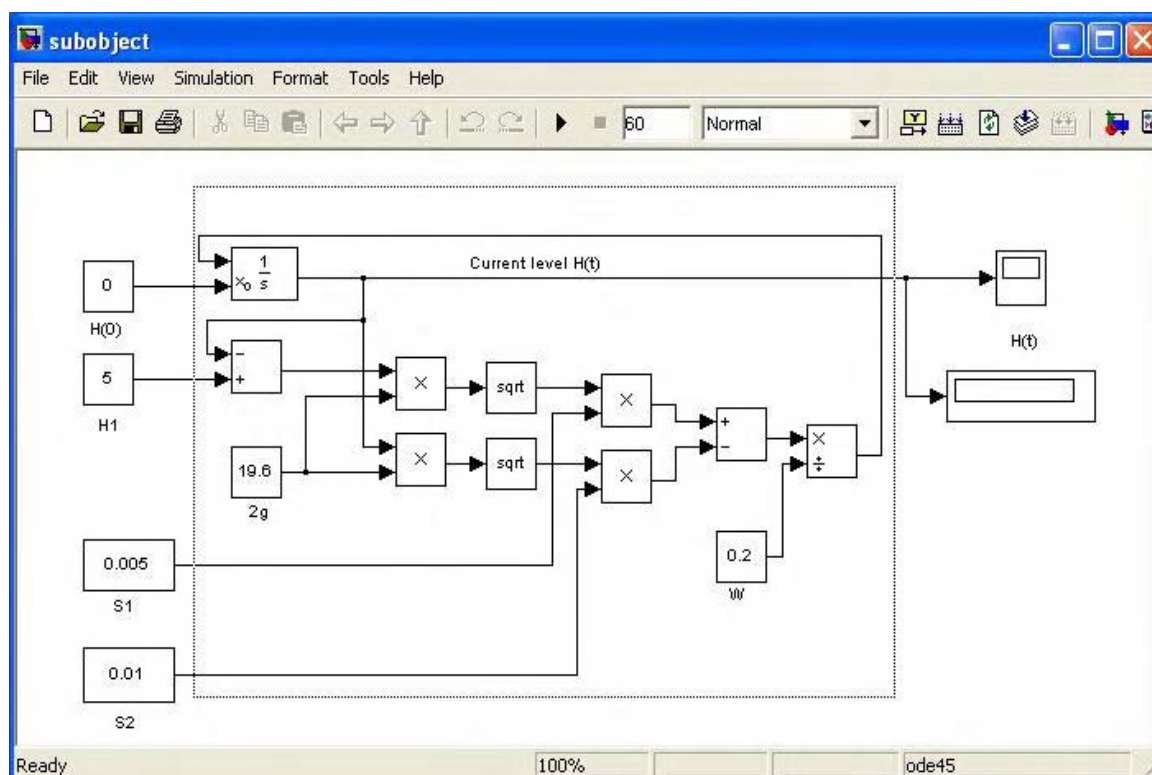 subobject
File Edit View Simulation Format Tools Help
60 Normal
Current level H(t)
1
x₀ s
0
H(0)
H(t)
− +
5
H1
× sqrt ×
+ −
× ÷
19.6
2g
× sqrt ×
0.005
S1
0.2
W
0.01
S2
Ready 100% ode45